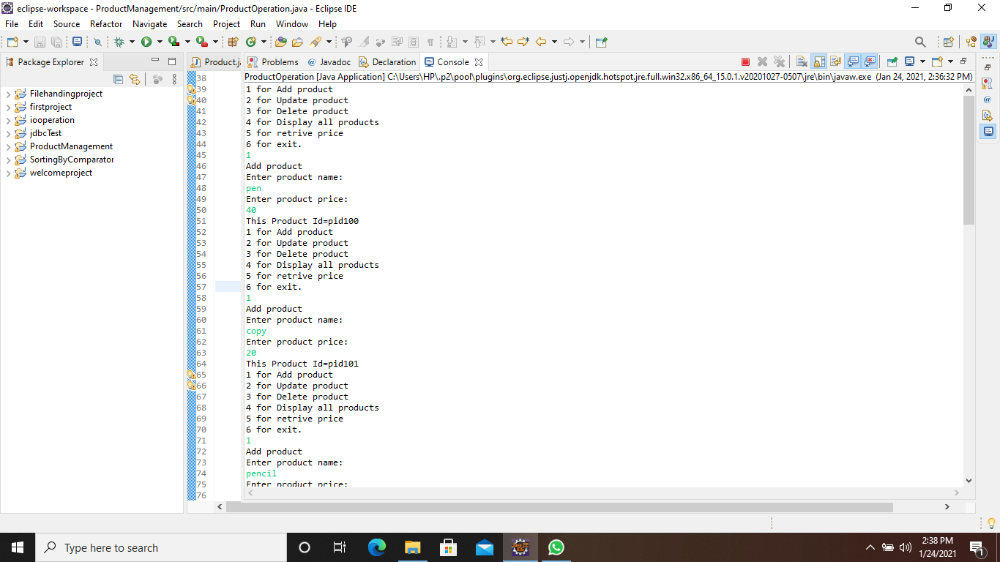 eclipse-workspace - ProductManagement/src/main/ProductOperation.java - Eclipse IDE
File Edit Source Refactor Navigate Search Project Run Window Help
Package Explorer
Product.j
Problems
@ Javadoc
Declaration
Console
ProductOperation [Java Application] C:\Users\HP\.p2\pool\plugins\org.eclipse.justj.openjdk.hotspot.jre.full.win32.x86_64_15.0.1.v20201027-0507\jre\bin\javaw.exe (Jan 24, 2021, 2:36:32 PM)
Filehandingproject
firstproject
iooperation
jdbcTest
ProductManagement
SortingByComparator
welcomeproject
38
39
40
41
42
43
44
45
46
47
48
49
50
51
52
53
54
55
56
57
58
59
60
61
62
63
64
65
66
67
68
69
70
71
72
73
74
75
76
1 for Add product
2 for Update product
3 for Delete product
4 for Display all products
5 for retrive price
6 for exit.
1
Add product
Enter product name:
pen
Enter product price:
40
This Product Id=pid100
1 for Add product
2 for Update product
3 for Delete product
4 for Display all products
5 for retrive price
6 for exit.
1
Add product
Enter product name:
copy
Enter product price:
20
This Product Id=pid101
1 for Add product
2 for Update product
3 for Delete product
4 for Display all products
5 for retrive price
6 for exit.
1
Add product
Enter product name:
pencil
Enter product price:
Type here to search
JAVA EE
IDE
2:38 PM
1/24/2021
1